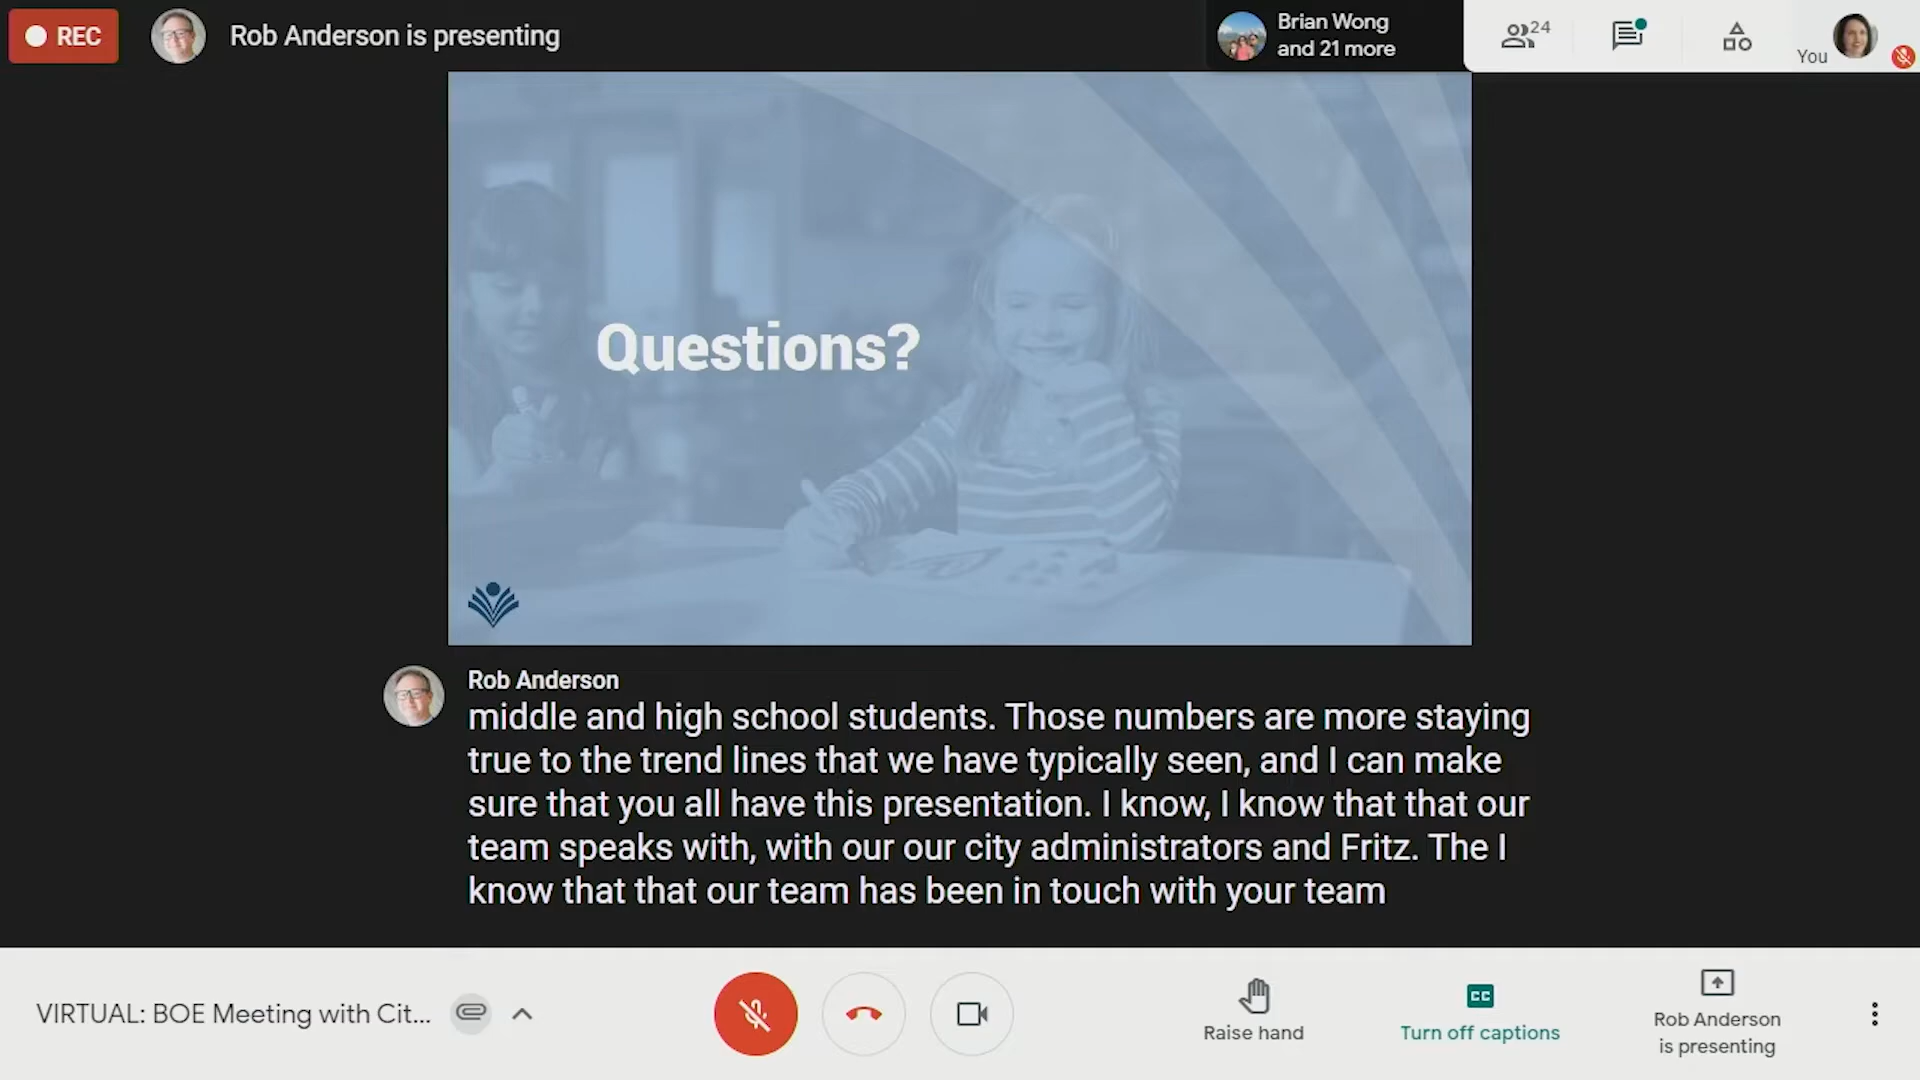 REC
Rob Anderson is presenting
Brian Wong
and 21 more
24
You
Questions?
Rob Anderson
middle and high school students. Those numbers are more staying
true to the trend lines that we have typically seen, and I can make
sure that you all have this presentation. I know, I know that that our
team speaks with, with our our city administrators and Fritz. The I
know that that our team has been in touch with your team
VIRTUAL: BOE Meeting with Cit...
Raise hand
CC
Turn off captions
Rob Anderson
is presenting